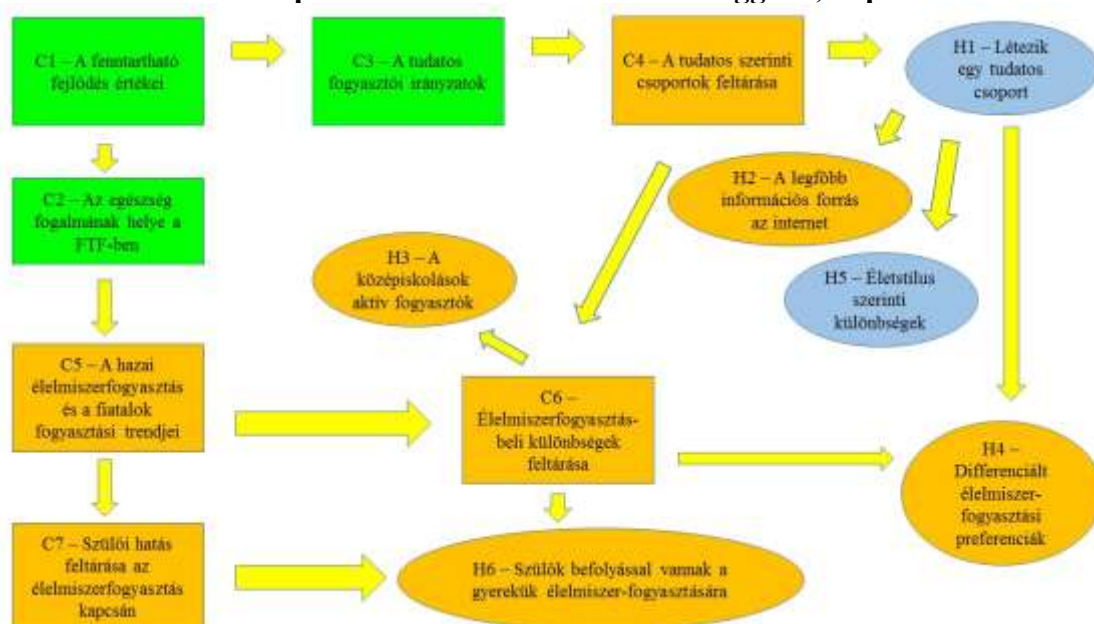 C1 – A fenntartható
fejlődés értékei
C3 – A tudatos
fogyasztói irányzatok
C4 – A tudatos szerinti
csoportok feltárása
H1 – Létezik
egy tudatos
csoport
C2 – Az egészség
fogalmának helye a
FTF-ben
H2 – A legfőbb
információs forrás
az internet
H3 – A
középiskolások
aktív fogyasztók
H5 – Életstílus
szerinti
különbségek
C5 – A hazai
élelmiszerfogyasztás
és a fiatalok
fogyasztási trendjei
C6 –
Élelmiszerfogyasztás-
beli különbségek
feltárása
H4 –
Differenciált
élelmiszer-
fogyasztási
preferenciák
C7 – Szülői hatás
feltárása az
élelmiszerfogyasztás
kapcsán
H6 – Szülők befolyással vannak a
gyerekük élelmiszer-fogyasztására